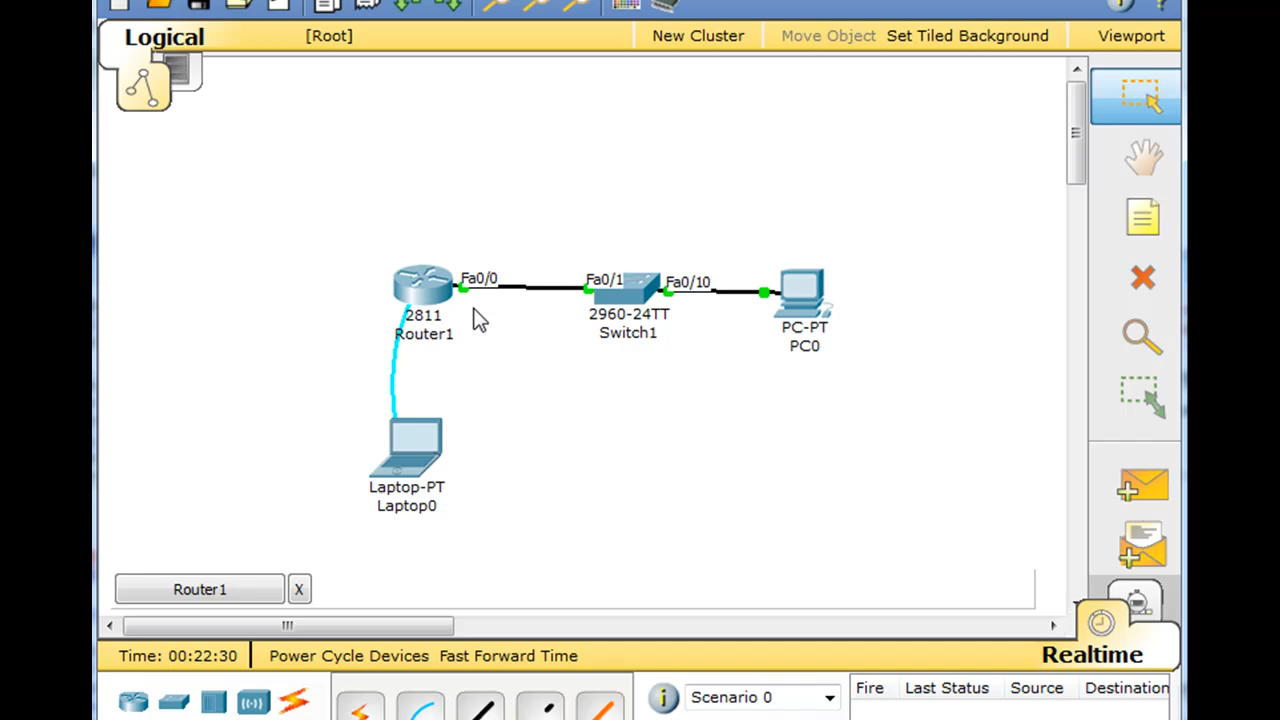 Logical
[Root]
New Cluster
Move Object
Set Tiled Background
Viewport
Fa0/0
Fa0/1
Fa0/10
2811
Router1
2960-24TT
Switch1
PC-PT
PC0
Laptop-PT
Laptop0
Router1
X
Time: 00:22:30
Power Cycle Devices
Fast Forward Time
Realtime
Scenario 0
Fire
Last Status
Source
Destination